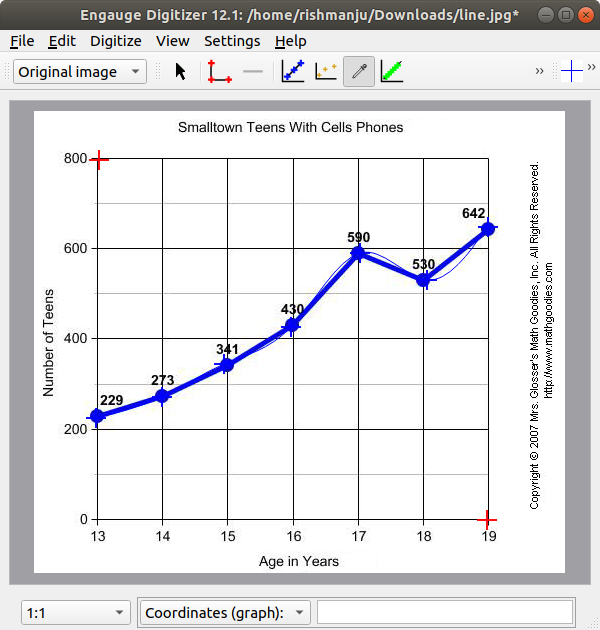 Engauge Digitizer 12.1: /home/rishmanju/Downloads/line.jpg*
File Edit Digitize View Settings Help
Original image
»
»
Smalltown Teens With Cells Phones
800
600
400
200
0
Number of Teens
229
273
341
430
590
530
642
13 14 15 16 17 18 19
Age in Years
Copyright © 2007 Mrs. Glosser's Math Goodies, Inc. All Rights Reserved.
http://www.mathgoodies.com
1:1
Coordinates (graph):